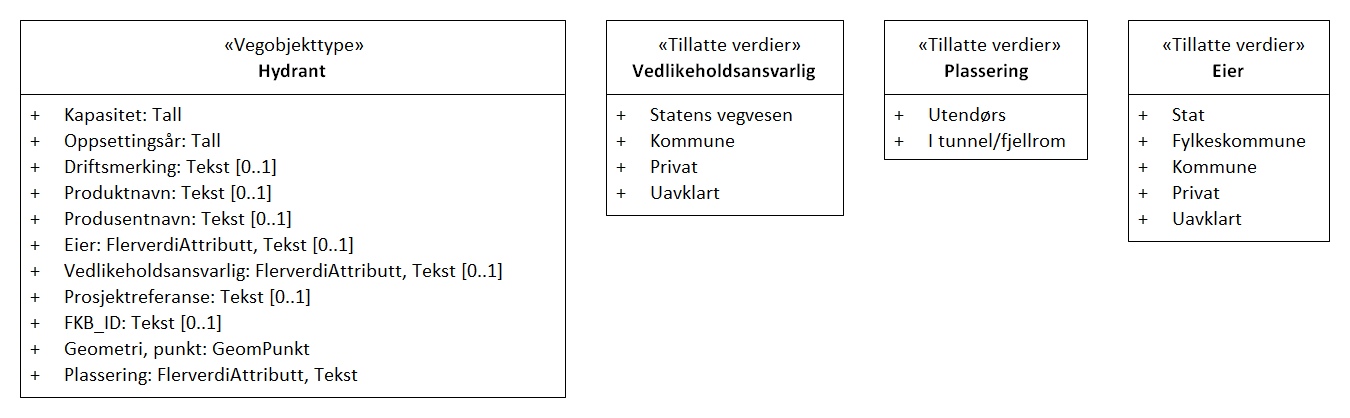 «Vegobjekttype»
Hydrant
+ Kapasitet: Tall
+ Oppsettingsår: Tall
+ Driftsmerking: Tekst [0..1]
+ Produktnavn: Tekst [0..1]
+ Produsentnavn: Tekst [0..1]
+ Eier: FlerverdiAttributt, Tekst [0..1]
+ Vedlikeholdsansvarlig: FlerverdiAttributt, Tekst [0..1]
+ Prosjektreferanse: Tekst [0..1]
+ FKB_ID: Tekst [0..1]
+ Geometri, punkt: GeomPunkt
+ Plassering: FlerverdiAttributt, Tekst
«Tillatte verdier»
Vedlikeholdsansvarlig
+ Statens vegvesen
+ Kommune
+ Privat
+ Uavklart
«Tillatte verdier»
Plassering
+ Utendørs
+ I tunnel/fjellrom
«Tillatte verdier»
Eier
+ Stat
+ Fylkeskommune
+ Kommune
+ Privat
+ Uavklart